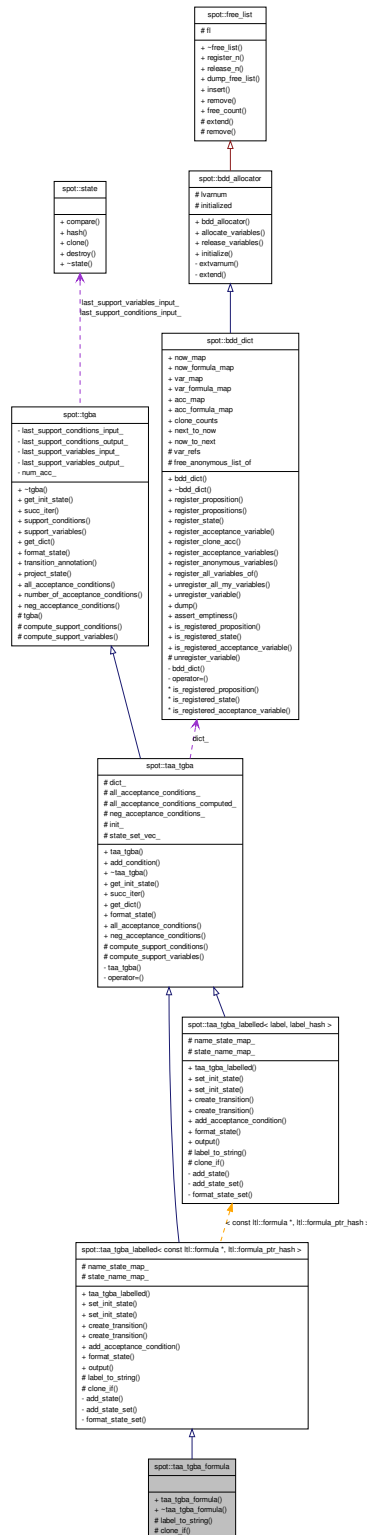 spot::free_list
# fl
+ ~free_list()
+ register_n()
+ release_n()
+ dump_free_list()
+ insert()
+ remove()
+ free_count()
# extend()
# remove()
spot::bdd_allocator
# lvarnum
# initialized
+ bdd_allocator()
+ allocate_variables()
+ release_variables()
+ initialize()
- extvarnum()
- extend()
spot::state
+ compare()
+ hash()
+ clone()
+ destroy()
+ ~state()
last_support_variables_input_
last_support_conditions_input_
spot::bdd_dict
+ now_map
+ now_formula_map
+ var_map
+ var_formula_map
+ acc_map
+ acc_formula_map
+ clone_counts
+ next_to_now
+ now_to_next
# var_refs
# free_anonymous_list_of
+ bdd_dict()
+ ~bdd_dict()
+ register_proposition()
+ register_propositions()
+ register_state()
+ register_acceptance_variable()
+ register_clone_acc()
+ register_acceptance_variables()
+ register_anonymous_variables()
+ register_all_variables_of()
+ unregister_all_my_variables()
+ unregister_variable()
+ dump()
+ assert_emptiness()
+ is_registered_proposition()
+ is_registered_state()
+ is_registered_acceptance_variable()
# unregister_variable()
- bdd_dict()
- operator=()
* is_registered_proposition()
* is_registered_state()
* is_registered_acceptance_variable()
spot::tgba
- last_support_conditions_input_
- last_support_conditions_output_
- last_support_variables_input_
- last_support_variables_output_
- num_acc_
+ ~tgba()
+ get_init_state()
+ succ_iter()
+ support_conditions()
+ support_variables()
+ get_dict()
+ format_state()
+ transition_annotation()
+ project_state()
+ all_acceptance_conditions()
+ number_of_acceptance_conditions()
+ neg_acceptance_conditions()
# tgba()
# compute_support_conditions()
# compute_support_variables()
dict_
spot::taa_tgba
# dict_
# all_acceptance_conditions_
# all_acceptance_conditions_computed_
# neg_acceptance_conditions_
# init_
# state_set_vec_
+ taa_tgba()
+ add_condition()
+ ~taa_tgba()
+ get_init_state()
+ succ_iter()
+ get_dict()
+ format_state()
+ all_acceptance_conditions()
+ neg_acceptance_conditions()
# compute_support_conditions()
# compute_support_variables()
- taa_tgba()
- operator=()
spot::taa_tgba_labelled< label, label_hash >
# name_state_map_
# state_name_map_
+ taa_tgba_labelled()
+ set_init_state()
+ set_init_state()
+ create_transition()
+ create_transition()
+ add_acceptance_condition()
+ format_state()
+ output()
# label_to_string()
# clone_if()
- add_state()
- add_state_set()
- format_state_set()
< const ltl::formula *, ltl::formula_ptr_hash >
spot::taa_tgba_labelled< const ltl::formula *, ltl::formula_ptr_hash >
# name_state_map_
# state_name_map_
+ taa_tgba_labelled()
+ set_init_state()
+ set_init_state()
+ create_transition()
+ create_transition()
+ add_acceptance_condition()
+ format_state()
+ output()
# label_to_string()
# clone_if()
- add_state()
- add_state_set()
- format_state_set()
spot::taa_tgba_formula
+ taa_tgba_formula()
+ ~taa_tgba_formula()
# label_to_string()
# clone_if()